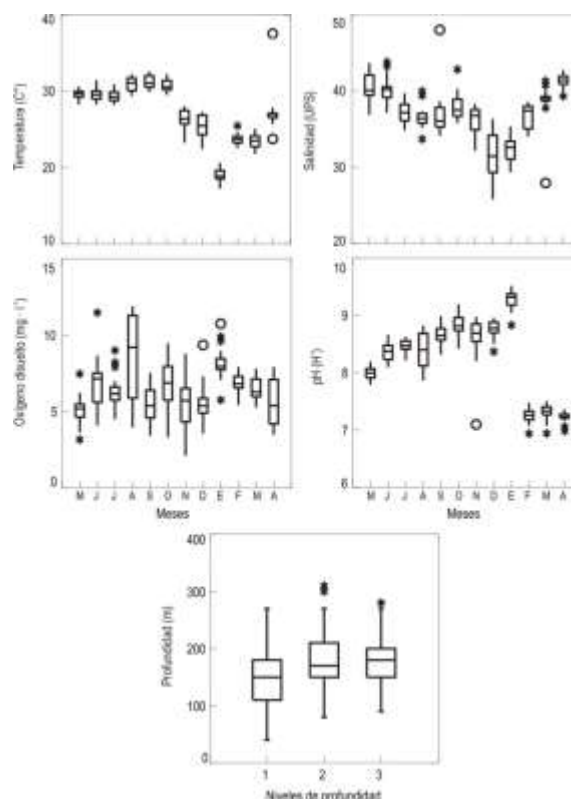 40
30
20
10
Temperatura (C°)
50
40
30
20
Salinidad (UPS)
15
10
5
0
Oxígeno disuelto (mg · l⁻)
M J J A S O N D E F M A
Meses
10
9
8
7
6
pH (H⁻)
M J J A S O N D E F M A
Meses
400
300
200
100
0
Profundidad (m)
1 2 3
Niveles de profundidad